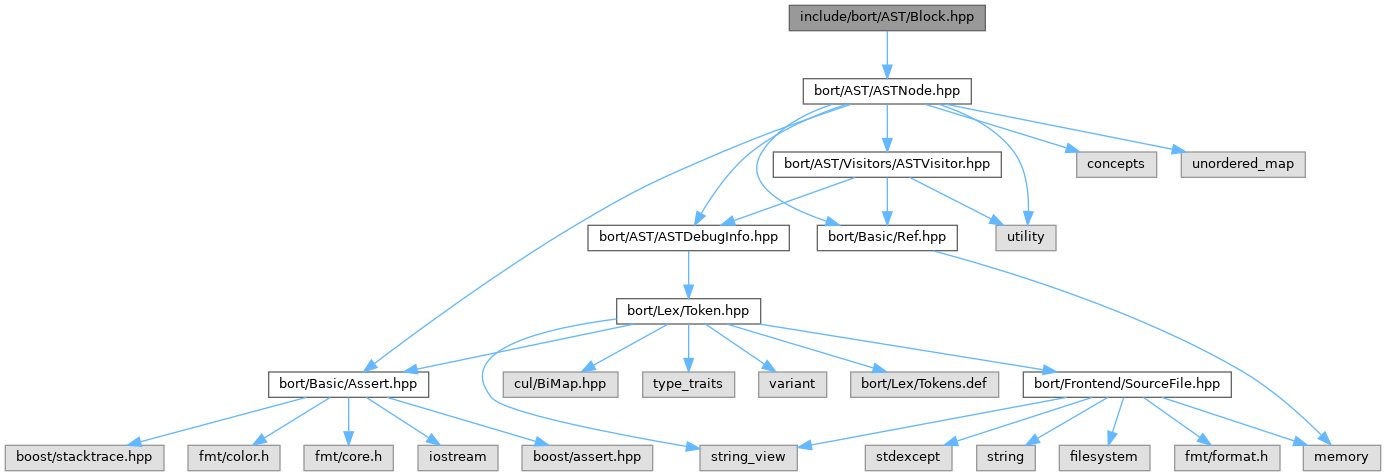 include/bort/AST/Block.hpp
bort/AST/ASTNode.hpp
bort/AST/Visitors/ASTVisitor.hpp
concepts
unordered_map
bort/AST/ASTDebugInfo.hpp
bort/Basic/Ref.hpp
utility
bort/Lex/Token.hpp
bort/Basic/Assert.hpp
cul/BiMap.hpp
type_traits
variant
bort/Lex/Tokens.def
bort/Frontend/SourceFile.hpp
boost/stacktrace.hpp
fmt/color.h
fmt/core.h
iostream
boost/assert.hpp
string_view
stdexcept
string
filesystem
fmt/format.h
memory